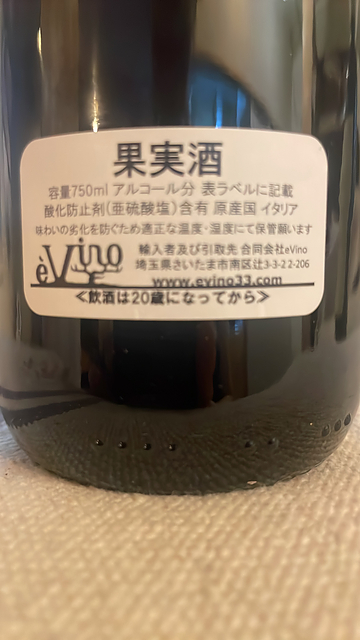 果実酒
容量750ml アルコール分 表ラベルに記載
酸化防止剤(亜硫酸塩)含有 原産国 イタリア
味わいの劣化を防ぐため適正な温度・湿度にて保管願います
èVino
輸入者及び引取先 合同会社eVino
埼玉県さいたま市南区辻3-3-2 2-206
www.evino33.com
≪飲酒は20歳になってから≫